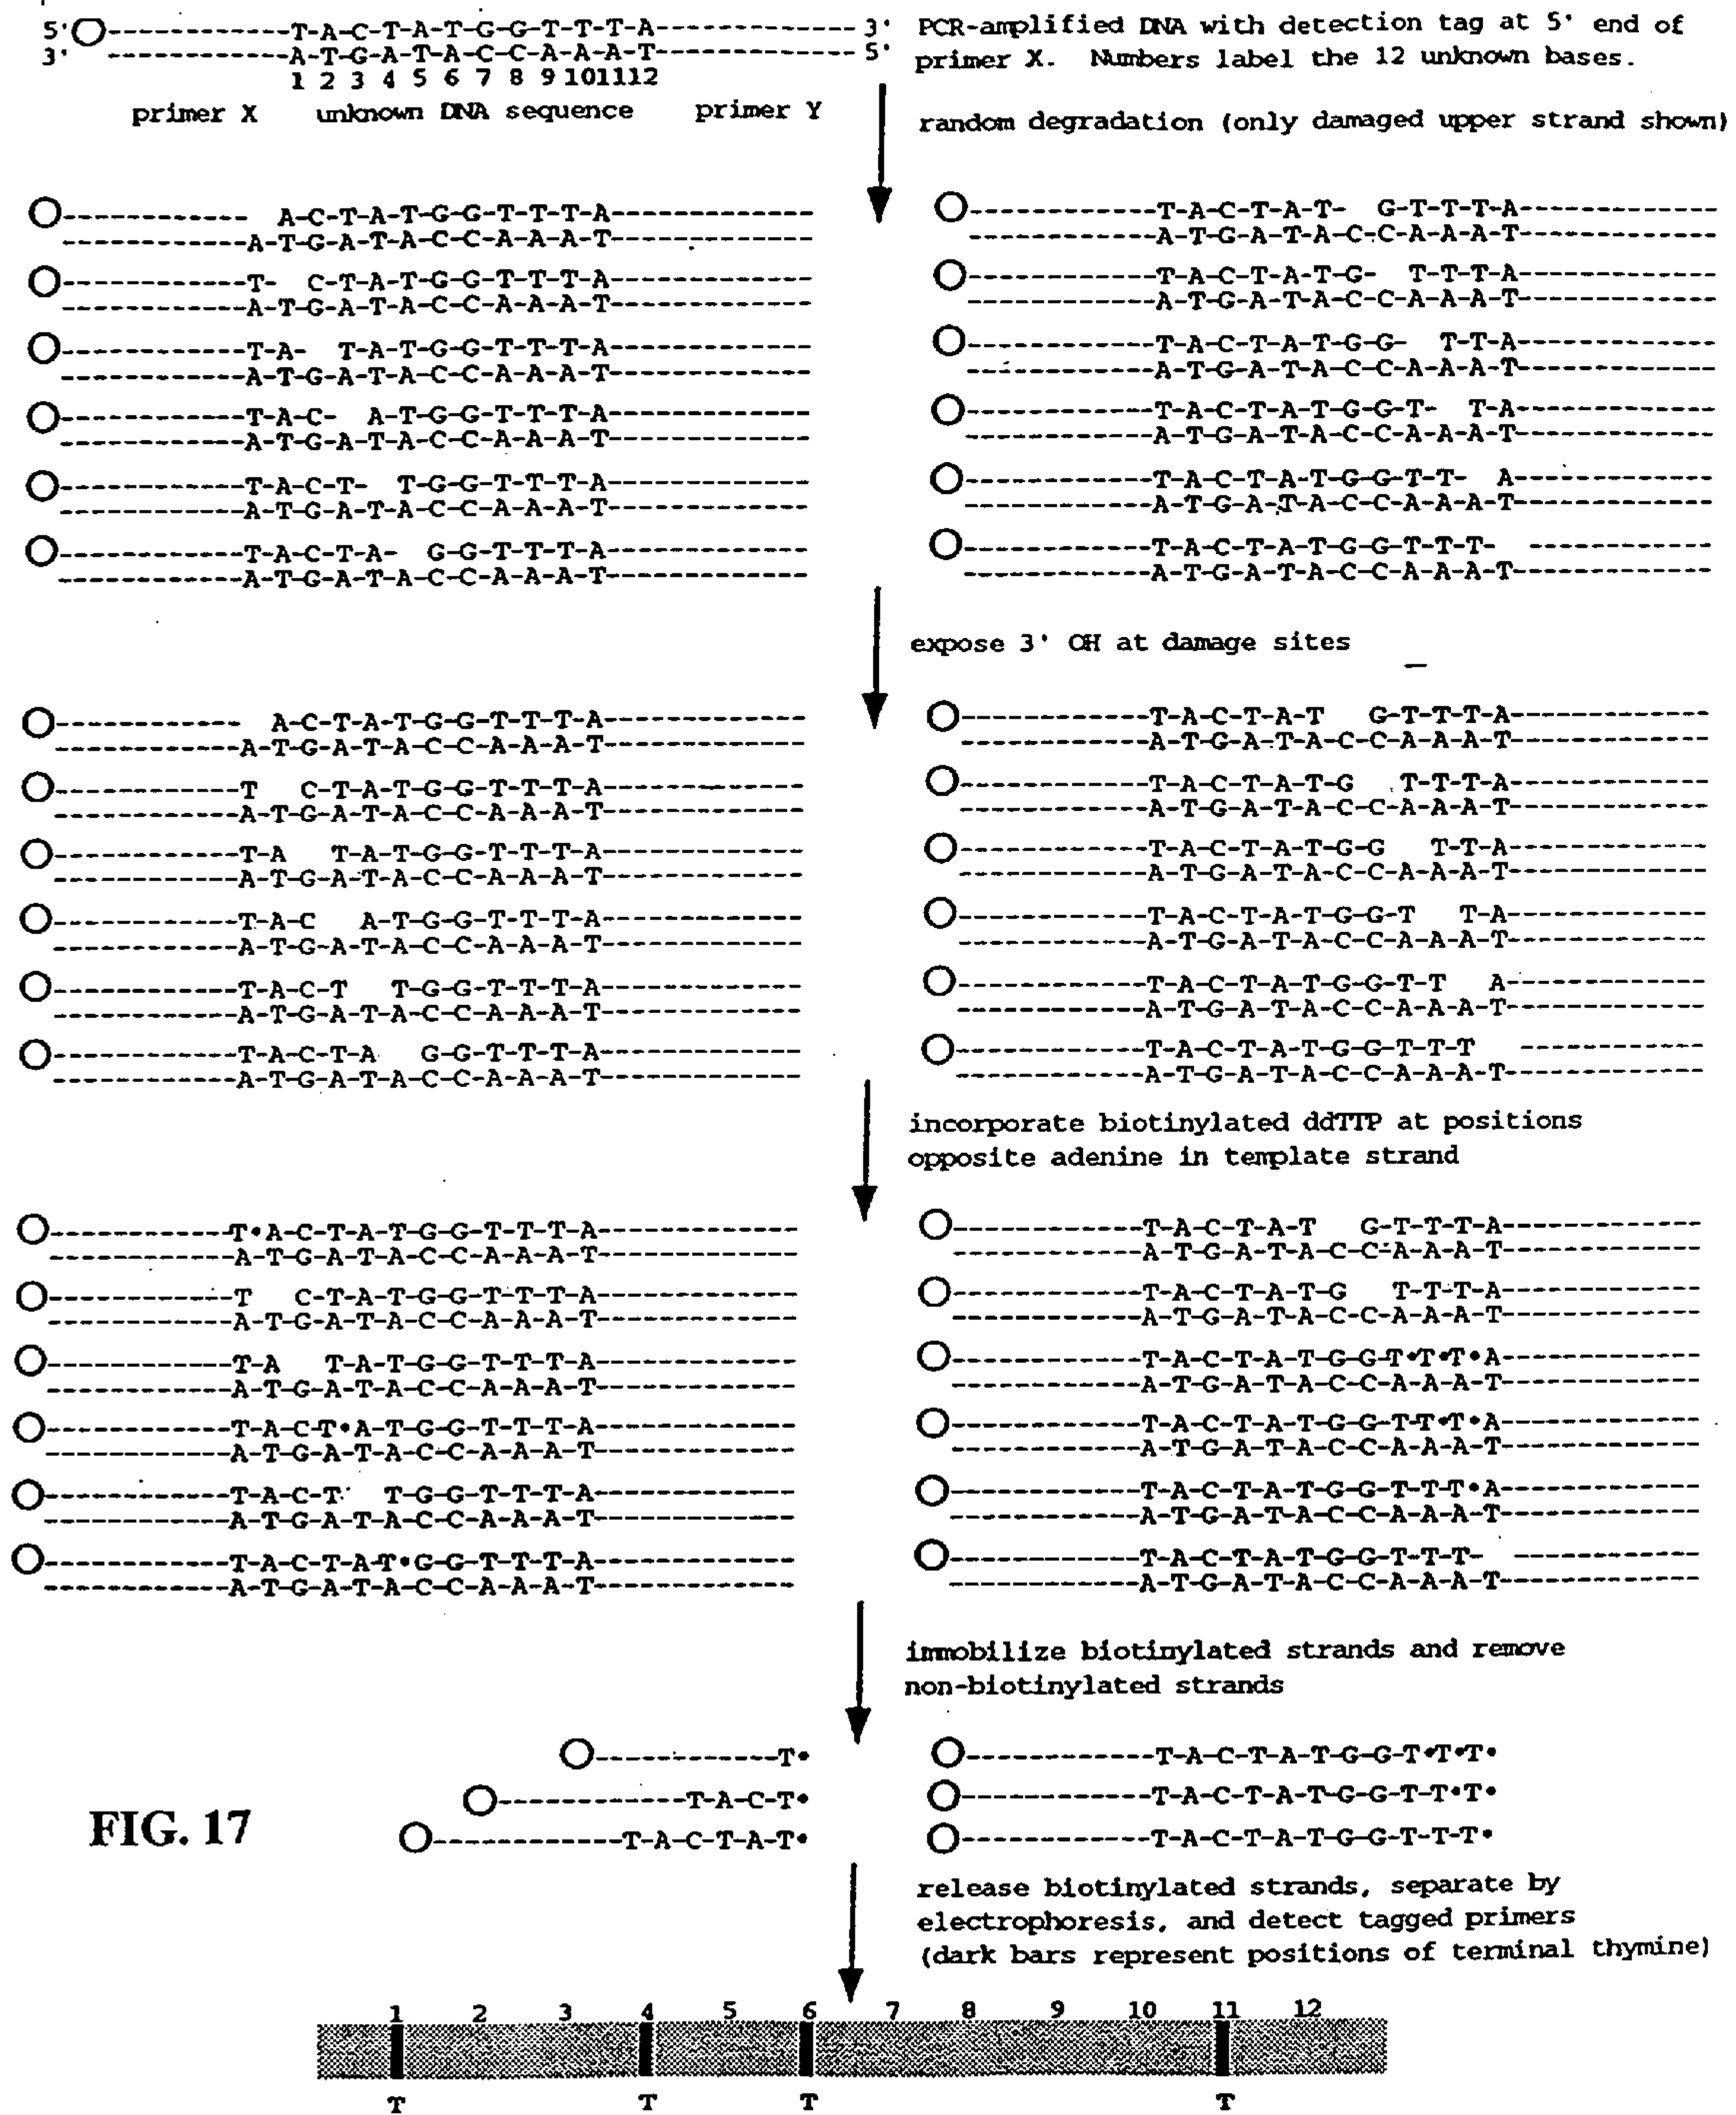 5' ------------T-A-C-T-A-T-G-G-T-T-T-A------------- 3'
3' ------------A-T-G-A-T-A-C-C-A-A-A-T------------- 5'
1 2 3 4 5 6 7 8 9 10 11 12
primer X unknown DNA sequence primer Y
PCR-amplified DNA with detection tag at 5' end of
primer X. Numbers label the 12 unknown bases.
random degradation (only damaged upper strand shown)
------------ A-C-T-A-T-G-G-T-T-T-A-------------
------------A-T-G-A-T-A-C-C-A-A-A-T-------------
------------T- C-T-A-T-G-G-T-T-T-A-------------
------------A-T-G-A-T-A-C-C-A-A-A-T-------------
------------T-A- T-A-T-G-G-T-T-T-A-------------
------------A-T-G-A-T-A-C-C-A-A-A-T-------------
------------T-A-C- A-T-G-G-T-T-T-A-------------
------------A-T-G-A-T-A-C-C-A-A-A-T-------------
------------T-A-C-T- T-G-G-T-T-T-A-------------
------------A-T-G-A-T-A-C-C-A-A-A-T-------------
------------T-A-C-T-A- G-G-T-T-T-A-------------
------------A-T-G-A-T-A-C-C-A-A-A-T-------------
------------T-A-C-T-A-T- G-T-T-T-A-------------
------------A-T-G-A-T-A-C-C-A-A-A-T-------------
------------T-A-C-T-A-T-G- T-T-T-A-------------
------------A-T-G-A-T-A-C-C-A-A-A-T-------------
------------T-A-C-T-A-T-G-G- T-T-A-------------
------------A-T-G-A-T-A-C-C-A-A-A-T-------------
------------T-A-C-T-A-T-G-G-T- T-A-------------
------------A-T-G-A-T-A-C-C-A-A-A-T-------------
------------T-A-C-T-A-T-G-G-T-T- A-------------
------------A-T-G-A-T-A-C-C-A-A-A-T-------------
------------T-A-C-T-A-T-G-G-T-T-T- ------------
------------A-T-G-A-T-A-C-C-A-A-A-T-------------
expose 3' OH at damage sites
------------ A-C-T-A-T-G-G-T-T-T-A-------------
------------A-T-G-A-T-A-C-C-A-A-A-T-------------
------------T C-T-A-T-G-G-T-T-T-A-------------
------------A-T-G-A-T-A-C-C-A-A-A-T-------------
------------T-A T-A-T-G-G-T-T-T-A-------------
------------A-T-G-A-T-A-C-C-A-A-A-T-------------
------------T-A-C A-T-G-G-T-T-T-A-------------
------------A-T-G-A-T-A-C-C-A-A-A-T-------------
------------T-A-C-T T-G-G-T-T-T-A-------------
------------A-T-G-A-T-A-C-C-A-A-A-T-------------
------------T-A-C-T-A G-G-T-T-T-A-------------
------------A-T-G-A-T-A-C-C-A-A-A-T-------------
------------T-A-C-T-A-T G-T-T-T-A-------------
------------A-T-G-A-T-A-C-C-A-A-A-T-------------
------------T-A-C-T-A-T-G T-T-T-A-------------
------------A-T-G-A-T-A-C-C-A-A-A-T-------------
------------T-A-C-T-A-T-G-G T-T-A-------------
------------A-T-G-A-T-A-C-C-A-A-A-T-------------
------------T-A-C-T-A-T-G-G-T T-A-------------
------------A-T-G-A-T-A-C-C-A-A-A-T-------------
------------T-A-C-T-A-T-G-G-T-T A-------------
------------A-T-G-A-T-A-C-C-A-A-A-T-------------
------------T-A-C-T-A-T-G-G-T-T-T ------------
------------A-T-G-A-T-A-C-C-A-A-A-T-------------
incorporate biotinylated ddTTP at positions
opposite adenine in template strand
------------T•A-C-T-A-T-G-G-T-T-T-A-------------
------------A-T-G-A-T-A-C-C-A-A-A-T-------------
------------T C-T-A-T-G-G-T-T-T-A-------------
------------A-T-G-A-T-A-C-C-A-A-A-T-------------
------------T-A T-A-T-G-G-T-T-T-A-------------
------------A-T-G-A-T-A-C-C-A-A-A-T-------------
------------T-A-C-T•A-T-G-G-T-T-T-A-------------
------------A-T-G-A-T-A-C-C-A-A-A-T-------------
------------T-A-C-T T-G-G-T-T-T-A-------------
------------A-T-G-A-T-A-C-C-A-A-A-T-------------
------------T-A-C-T-A-T•G-G-T-T-T-A-------------
------------A-T-G-A-T-A-C-C-A-A-A-T-------------
------------T-A-C-T-A-T G-T-T-T-A-------------
------------A-T-G-A-T-A-C-C-A-A-A-T-------------
------------T-A-C-T-A-T-G T-T-T-A-------------
------------A-T-G-A-T-A-C-C-A-A-A-T-------------
------------T-A-C-T-A-T-G-G-T•T•T•A-------------
------------A-T-G-A-T-A-C-C-A-A-A-T-------------
------------T-A-C-T-A-T-G-G-T-T•T•A-------------
------------A-T-G-A-T-A-C-C-A-A-A-T-------------
------------T-A-C-T-A-T-G-G-T-T-T•A-------------
------------A-T-G-A-T-A-C-C-A-A-A-T-------------
------------T-A-C-T-A-T-G-G-T-T-T- ------------
------------A-T-G-A-T-A-C-C-A-A-A-T-------------
immobilize biotinylated strands and remove
non-biotinylated strands
------------T•
------------T-A-C-T•
------------T-A-C-T-A-T•
------------T-A-C-T-A-T-G-G-T•T•T•
------------T-A-C-T-A-T-G-G-T-T•T•
------------T-A-C-T-A-T-G-G-T-T-T•
FIG. 17
release biotinylated strands, separate by
electrophoresis, and detect tagged primers
(dark bars represent positions of terminal thymine)
1 2 3 4 5 6 7 8 9 10 11 12
T T T T